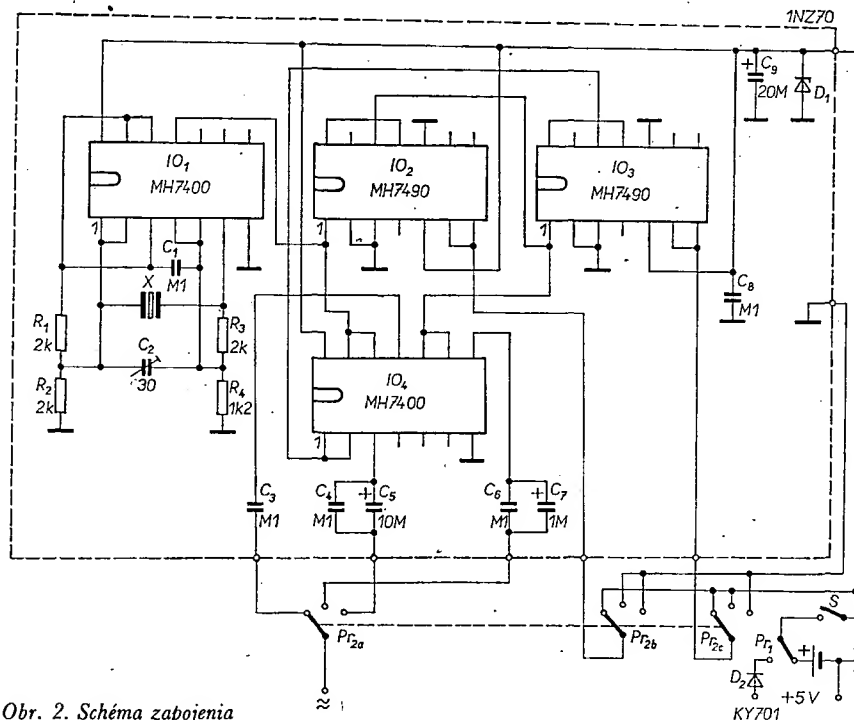 1NZ70
+ C9
20M
D1
IO1
MH7400
1
IO2
MH7490
1
IO3
MH7490
1
C1
M1
X
C2
30
R1
2k
R2
2k
R3
2k
R4
1k2
C8
M1
IO4
MH7400
1
C3
M1
C4
M1
+ C5
10M
C6
M1
+ C7
1M
Pr2a
Pr2b
Pr2c
Pr1
S
+
D2
+5V
KY701
≈
Obr. 2. Schéma zapojenia